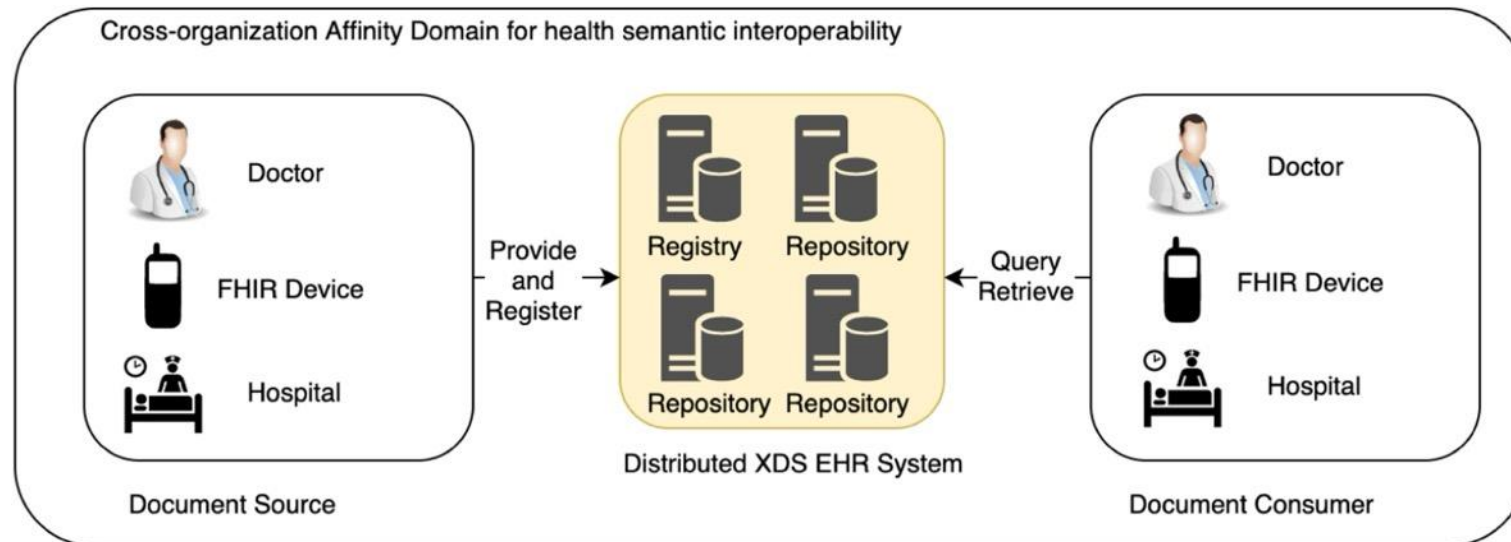 Cross-organization Affinity Domain for health semantic interoperability
Doctor
FHIR Device
Hospital
Document Source
Provide
and
Register
Registry
Repository
Repository
Repository
Distributed XDS EHR System
Query
Retrieve
Doctor
FHIR Device
Hospital
Document Consumer